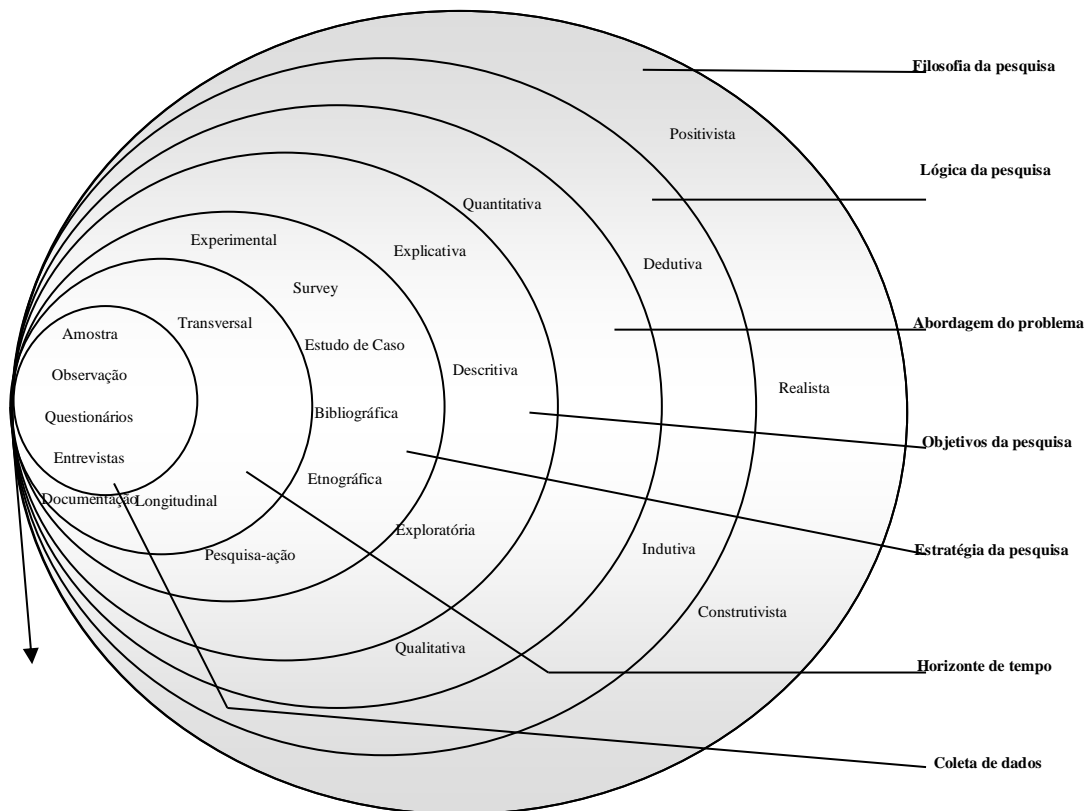 Filosofia da pesquisa
Positivista
Lógica da pesquisa
Quantitativa
Experimental
Explicativa
Dedutiva
Survey
Transversal
Abordagem do problema
Amostra
Estudo de Caso
Observação
Descritiva
Realista
Questionários
Bibliográfica
Objetivos da pesquisa
Entrevistas
Etnográfica
Documentação
Longitudinal
Exploratória
Pesquisa-ação
Indutiva
Estratégia da pesquisa
Construtivista
Qualitativa
Horizonte de tempo
Coleta de dados